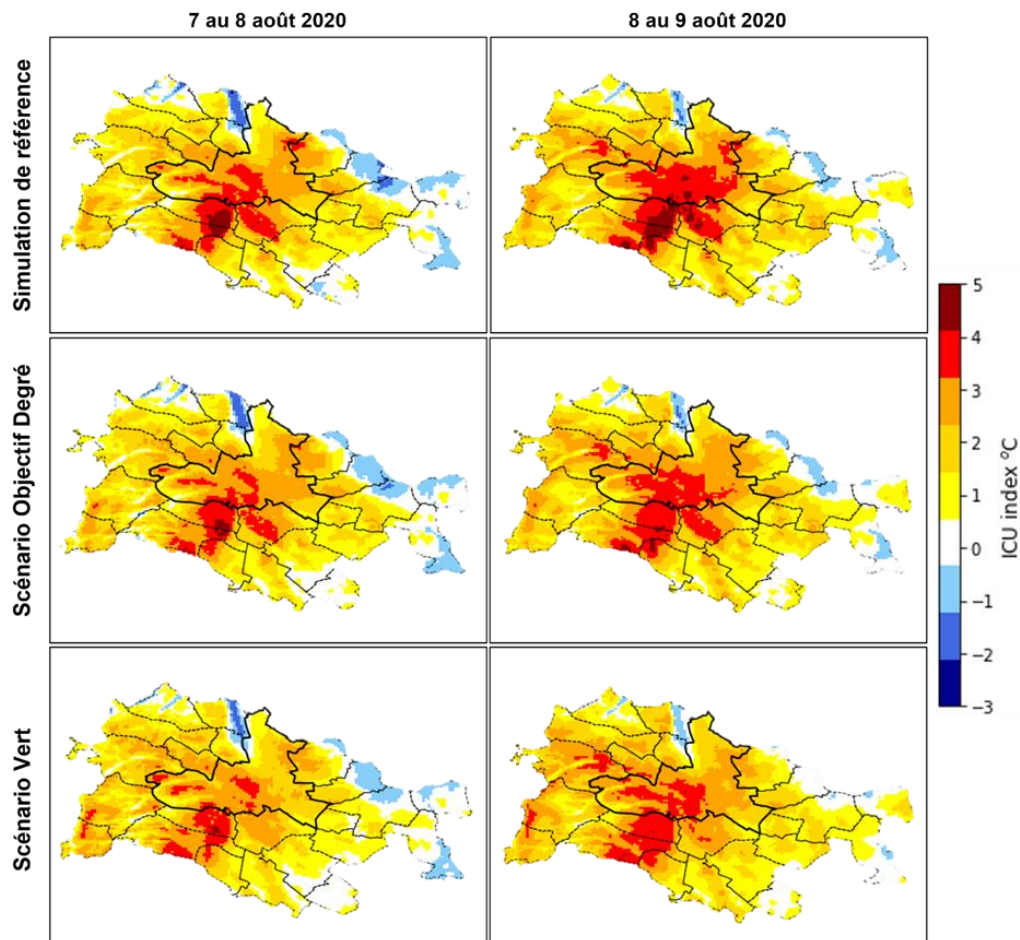 7 au 8 août 2020
8 au 9 août 2020
Simulation de référence
Scénario Objectif Degré
Scénario Vert
5
4
3
2
1
0
−1
−2
−3
ICU index °C